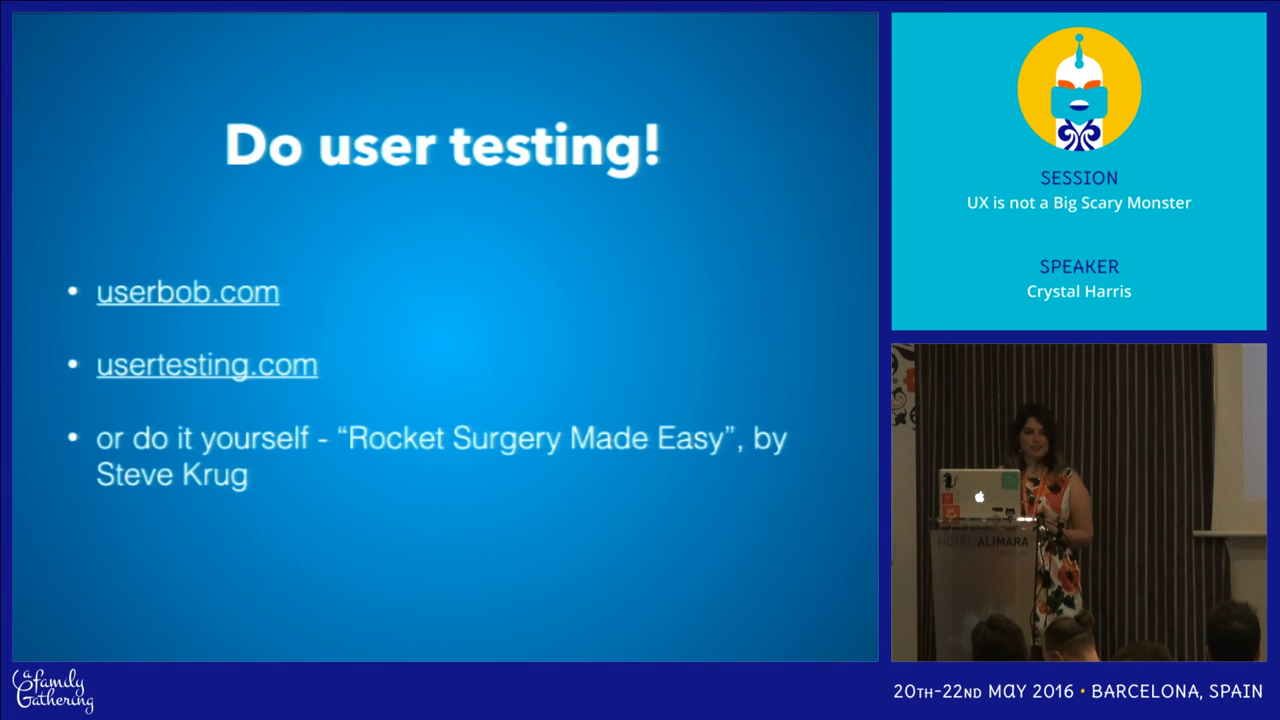 Do user testing!
• userbob.com
• usertesting.com
• or do it yourself - “Rocket Surgery Made Easy”, by
Steve Krug
SESSION
UX is not a Big Scary Monster
SPEAKER
Crystal Harris
UX
HOTEL ALIMARA
a family
Gathering
20TH-22ND MAY 2016 • BARCELONA, SPAIN